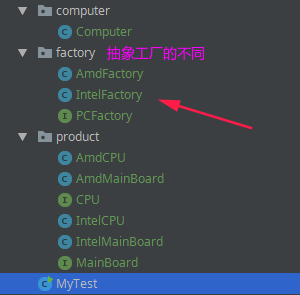 computer
C Computer
factory 抽象工厂的不同
C AmdFactory
C IntelFactory
I PCFactory
product
C AmdCPU
C AmdMainBoard
I CPU
C IntelCPU
C IntelMainBoard
I MainBoard
C MyTest